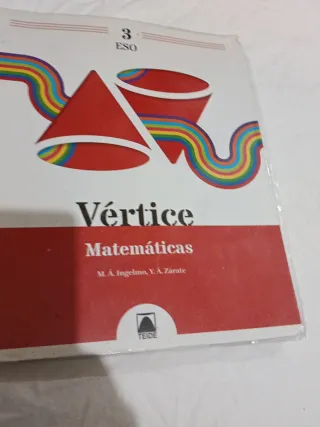 3
ESO
Vértice
Matemáticas
M. Á. Ingelmo, Y. Á. Zárate
TEIDE